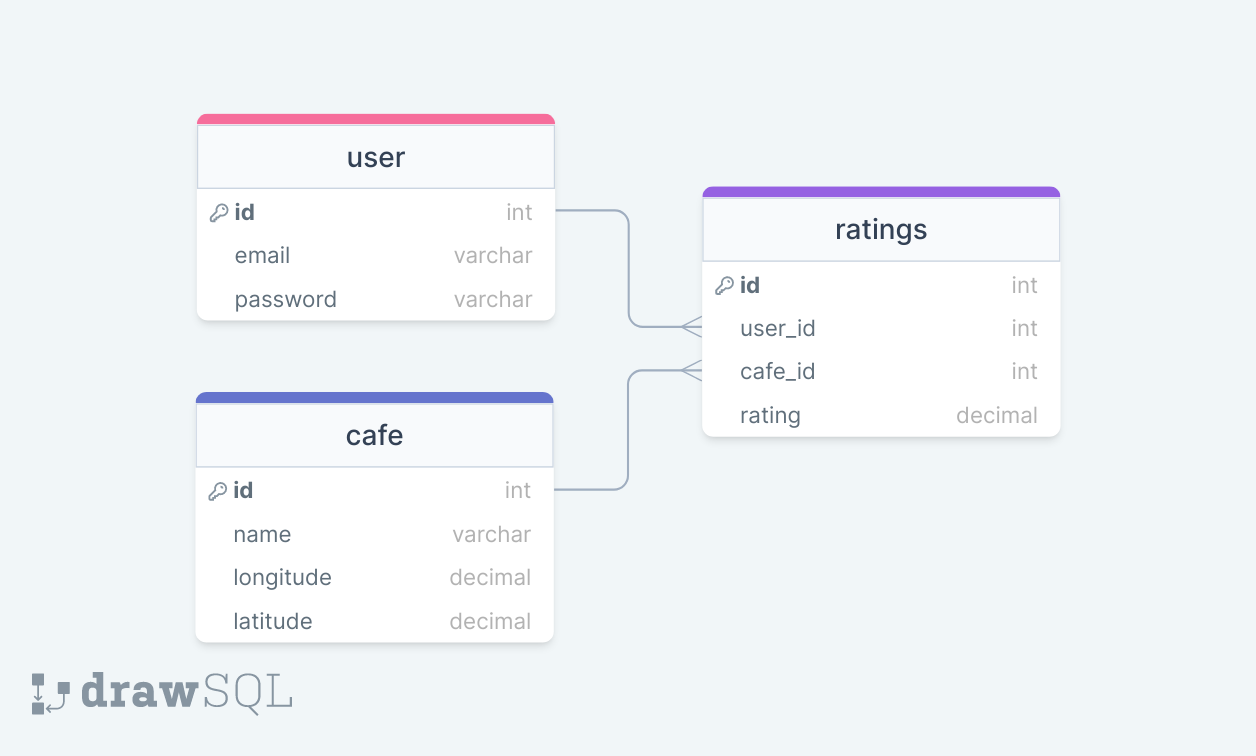 user
id int
email varchar
password varchar
ratings
id int
user_id int
cafe_id int
rating decimal
cafe
id int
name varchar
longitude decimal
latitude decimal
drawSQL